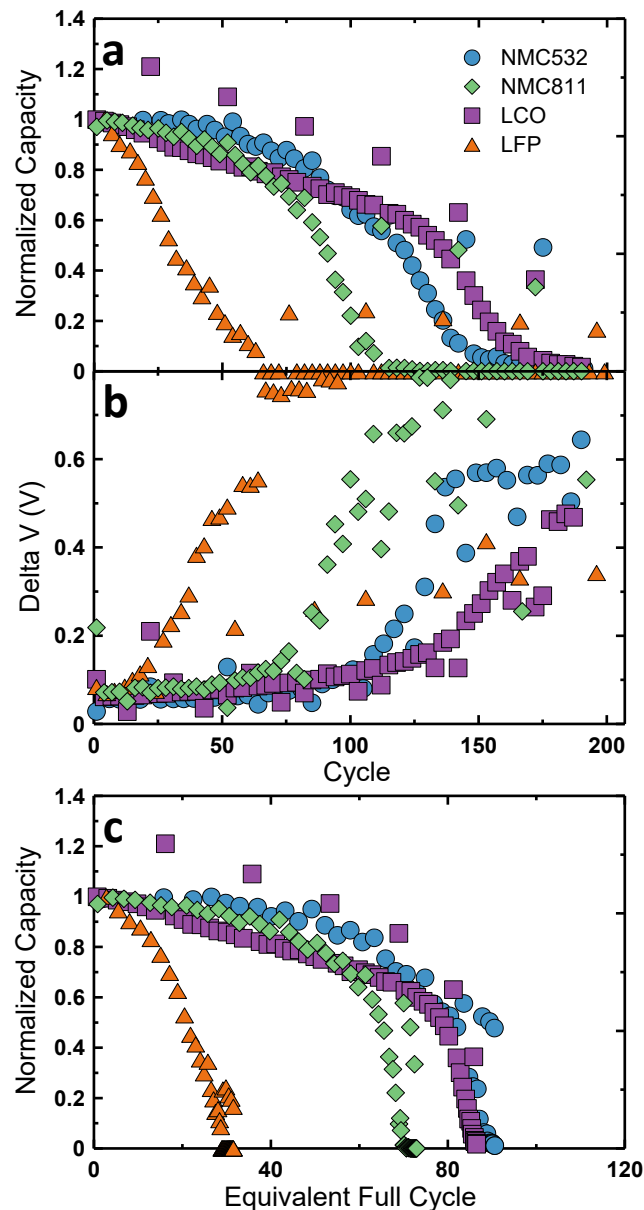 a
NMC532
NMC811
LCO
LFP
Normalized Capacity
1.4
1.2
1
0.8
0.6
0.4
0.2
0
b
Delta V (V)
0.6
0.4
0.2
0
0
50
100
150
200
Cycle
c
Normalized Capacity
1.4
1.2
1
0.8
0.6
0.4
0.2
0
0
40
80
120
Equivalent Full Cycle